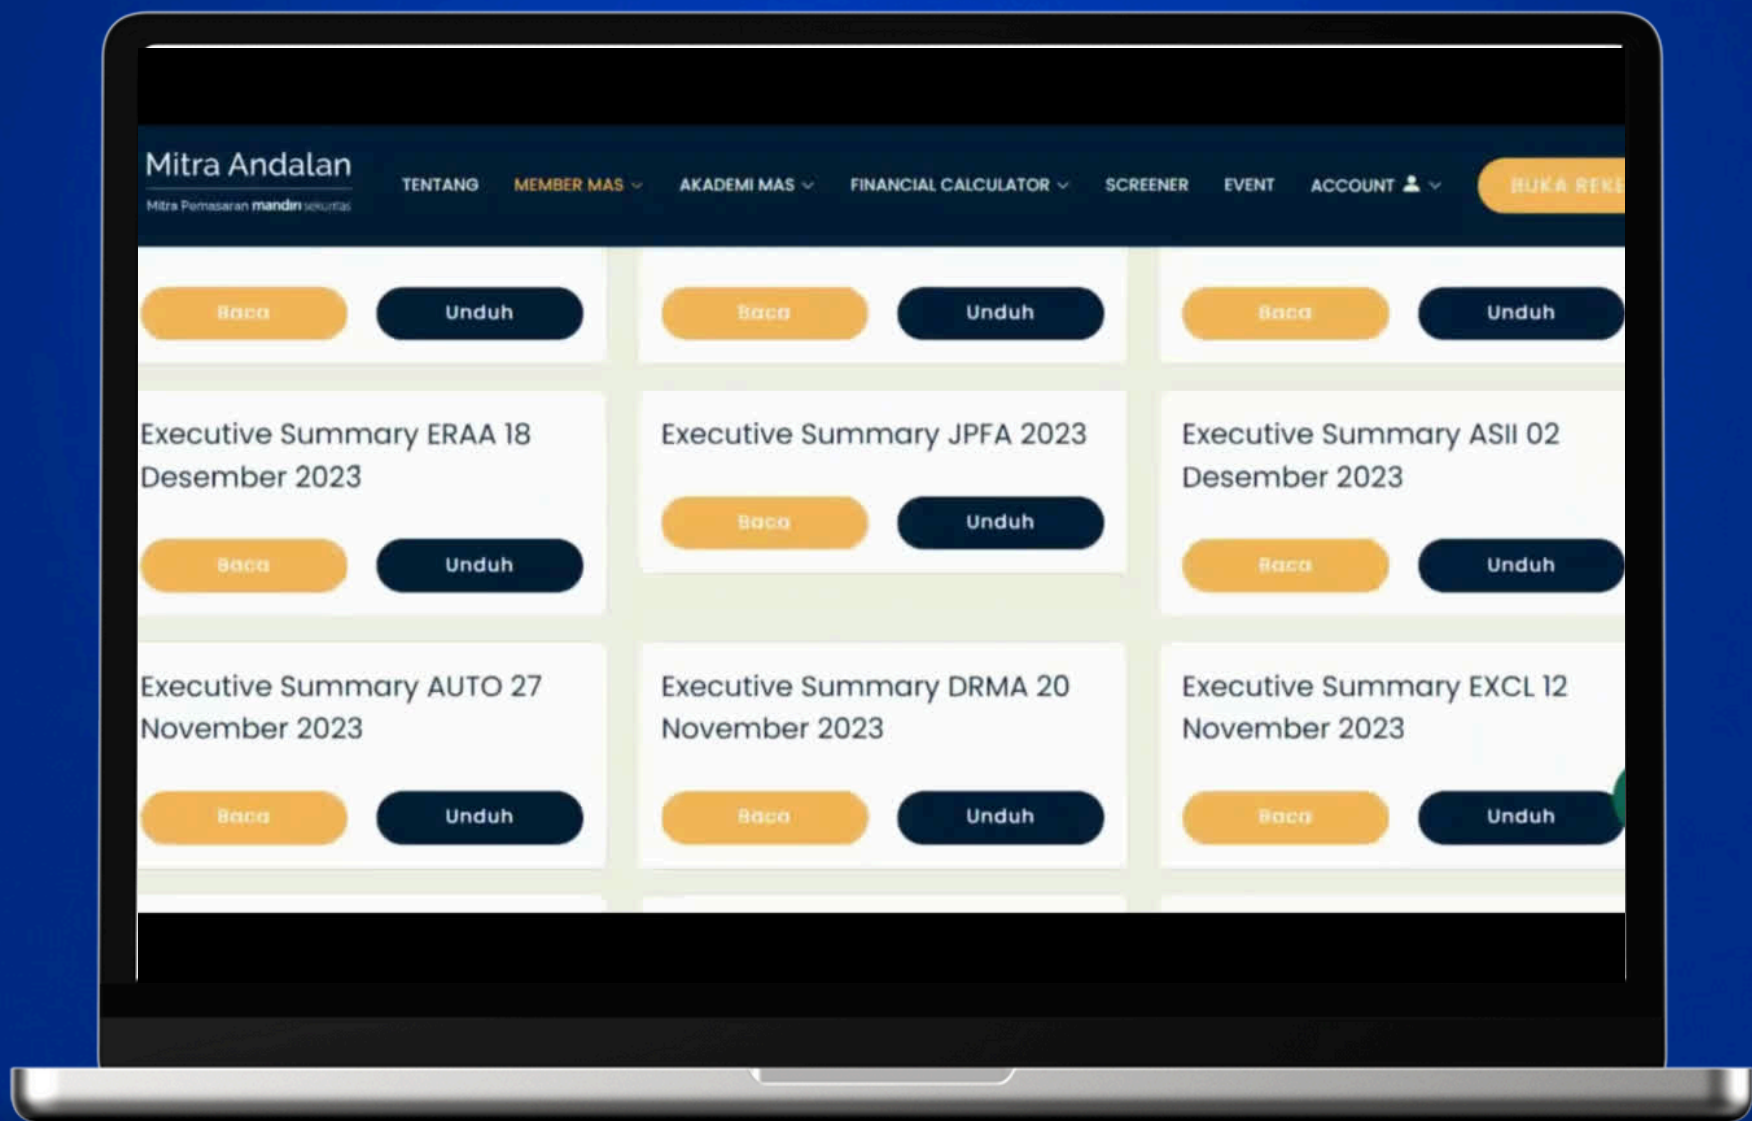 Mitra Andalan
Mitra Pemasaran mandiri sekuritas
TENTANG MEMBER MAS AKADEMI MAS FINANCIAL CALCULATOR SCREENER EVENT ACCOUNT BUKA REKE
Baca Unduh Baca Unduh Baca Unduh
Executive Summary ERAA 18
Desember 2023
Baca Unduh
Executive Summary JPFA 2023
Baca Unduh
Executive Summary ASII 02
Desember 2023
Baca Unduh
Executive Summary AUTO 27
November 2023
Baca Unduh
Executive Summary DRMA 20
November 2023
Baca Unduh
Executive Summary EXCL 12
November 2023
Baca Unduh